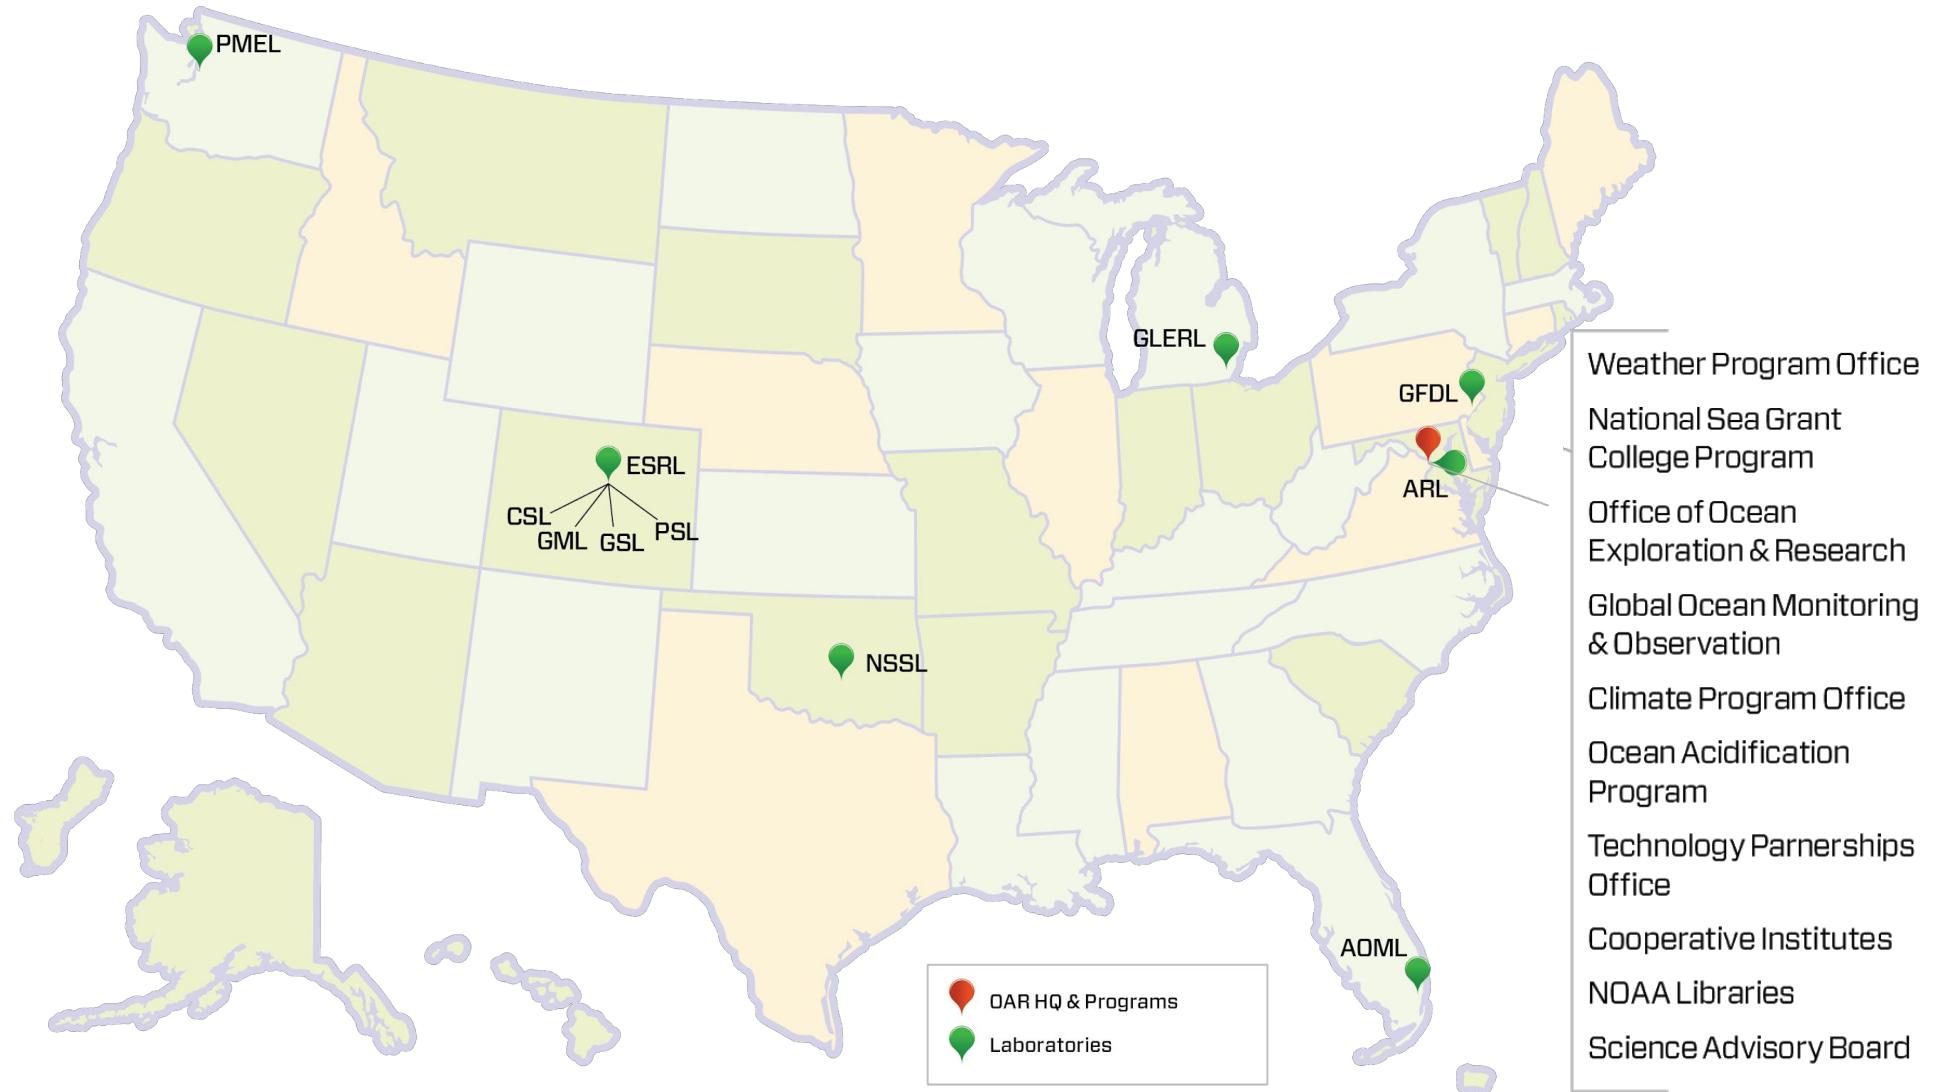 PMEL
GLERL
GFDL
ARL
ESRL
CSL
GML
GSL
PSL
NSSL
AOML
OAR HQ & Programs
Laboratories
Weather Program Office
National Sea Grant
College Program
Office of Ocean
Exploration & Research
Global Ocean Monitoring
& Observation
Climate Program Office
Ocean Acidification
Program
Technology Parnerships
Office
Cooperative Institutes
NOAA Libraries
Science Advisory Board